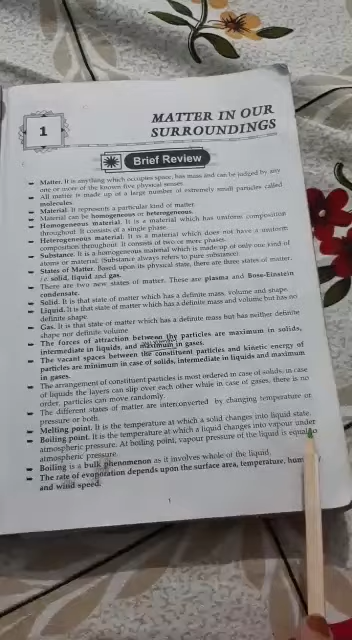 1
MATTER IN OUR
SURROUNDINGS
Brief Review
Matter. It is anything which occupies space, has mass and can be judged by any
one or more of the known five physical senses.
All matter is made up of a large number of extremely small particles called
molecules.
Material. It represents a particular kind of matter.
Material can be homogeneous or heterogeneous.
Homogeneous material. It is a material which has uniform composition
throughout. It consists of a single phase.
Heterogeneous material. It is a material which does not have a uniform
composition throughout. It consists of two or more phases.
Substance. It is a homogeneous material which is made up of only one kind of
atoms or material. (Substance always refers to pure substance)
States of Matter. Based upon its physical state, there are three states of matter,
i.e. solid, liquid and gas.
There are two new states of matter. These are plasma and Bose-Einstein
condensate.
Solid. It is that state of matter which has a definite mass, volume and shape.
Liquid. It is that state of matter which has a definite mass and volume but has no
definite shape.
Gas. It is that state of matter which has a definite mass but has neither definite
shape nor definite volume.
The forces of attraction between the particles are maximum in solids,
intermediate in liquids, and in gases.
The vacant spaces between the constituent particles and kinetic energy of
particles are minimum in case of solids, intermediate in liquids and maximum
in gases.
The arrangement of constituent particles is most ordered in case of solids, in case
of liquids the layers can slip over each other while in case of gases, there is no
order, particles can move randomly.
The different states of matter are interconverted by changing temperature or
pressure or both.
Melting point. It is the temperature at which a solid changes into liquid state.
Boiling point. It is the temperature at which a liquid changes into vapour under
atmospheric pressure. At boiling point, vapour pressure of the liquid is equal to
atmospheric pressure.
Boiling is a bulk phenomenon as it involves whole of the liquid.
The rate of evaporation depends upon the surface area, temperature,
and wind speed.
1